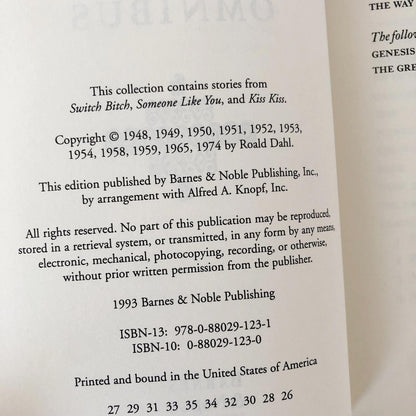 OMNIBUS
This collection contains stories from
Switch Bitch, Someone Like You, and Kiss Kiss.
Copyright © 1948, 1949, 1950, 1951, 1952, 1953,
1954, 1958, 1959, 1965, 1974 by Roald Dahl.
This edition published by Barnes & Noble Publishing, Inc.,
by arrangement with Alfred A. Knopf, Inc.
All rights reserved. No part of this publication may be reproduced,
stored in a retrieval system, or transmitted, in any form by any means,
electronic, mechanical, photocopying, recording, or otherwise,
without prior written permission from the publisher.
1993 Barnes & Noble Publishing
ISBN-13: 978-0-88029-123-1
ISBN-10: 0-88029-123-0
Printed and bound in the United States of America
27 29 31 33 35 34 32 30 28 26
THE WAY
The follo
GENESIS
THE GRE